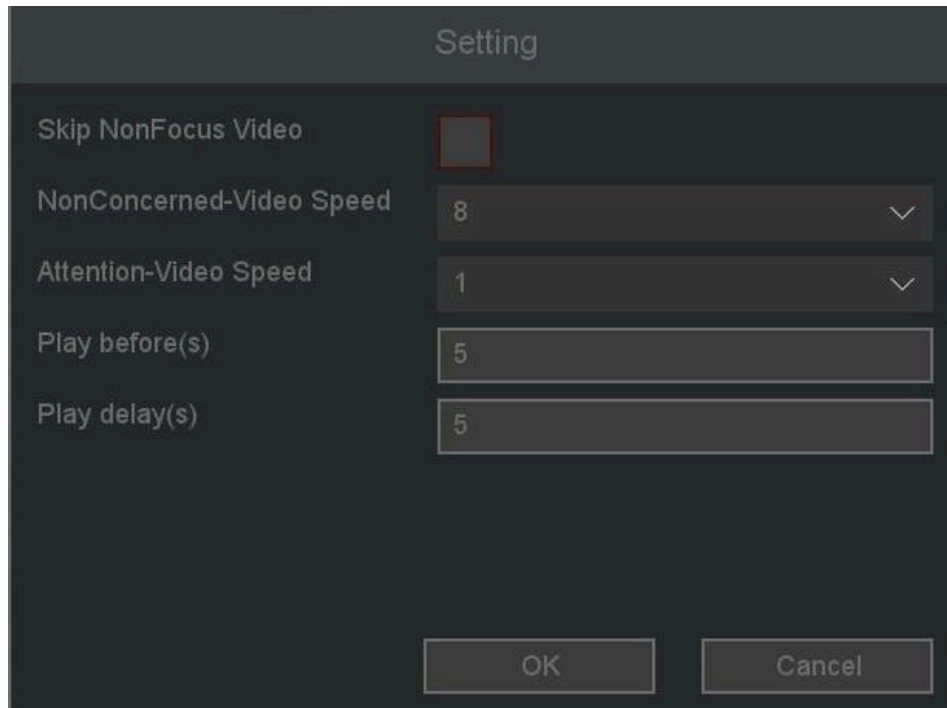 Setting
Skip NonFocus Video
NonConcerned-Video Speed 8
Attention-Video Speed 1
Play before(s) 5
Play delay(s) 5
OK Cancel